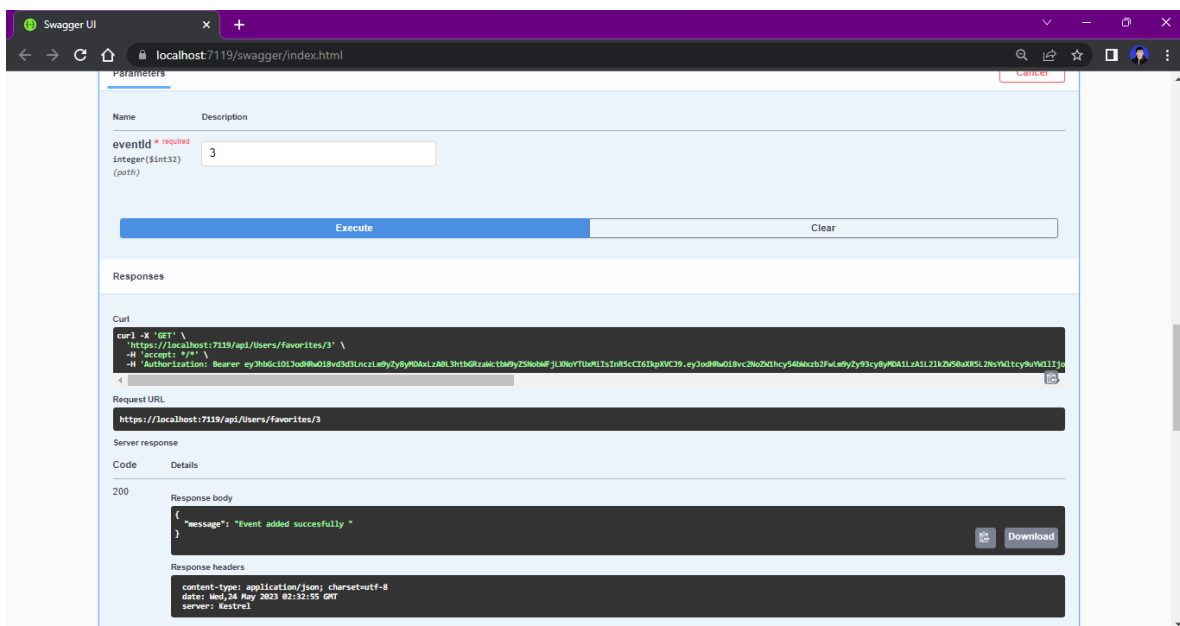 Swagger UI
localhost:7119/swagger/index.html
Parameters
Cancel
Name Description
eventId * required
integer($int32)
(path)
3
Execute Clear
Responses
Curl
curl -X 'GET' \
'https://localhost:7119/api/Users/favorites/3' \
-H 'accept: */*' \
-H 'Authorization: Bearer
Request URL
https://localhost:7119/api/Users/favorites/3
Server response
Code Details
200
Response body
{
"message": "Event added succesfully "
}
Download
Response headers
content-type: application/json; charset=utf-8
date: Wed,24 May 2023 02:32:55 GMT
server: Kestrel